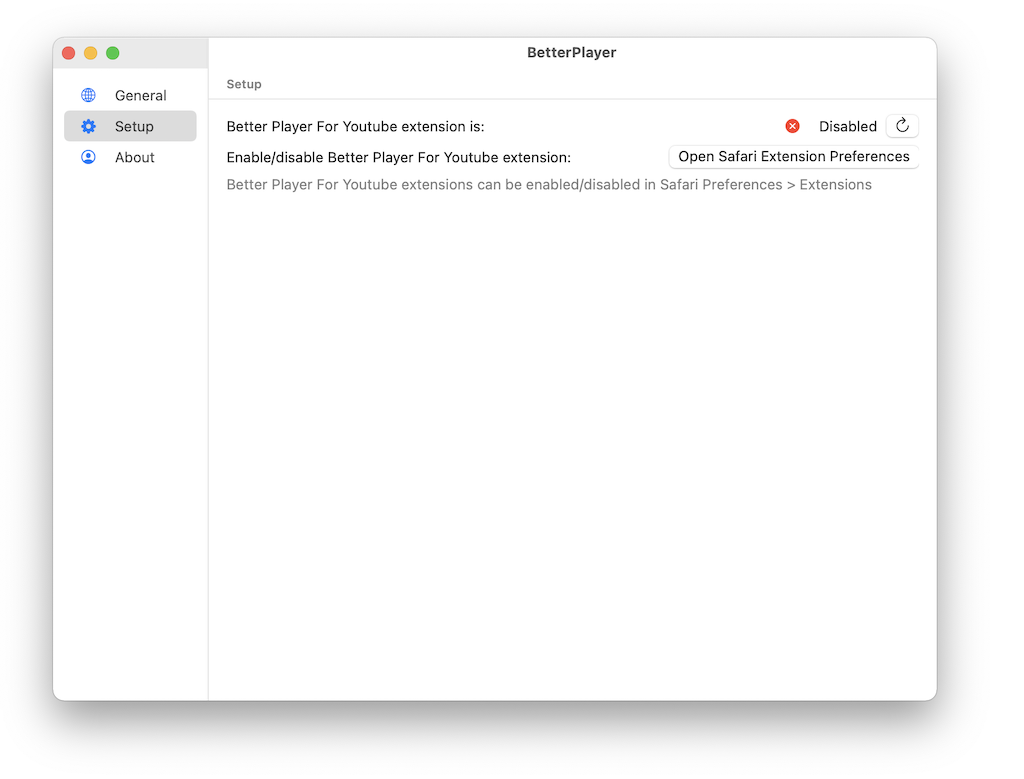 BetterPlayer
General
Setup
About
Setup
Better Player For Youtube extension is: Disabled
Enable/disable Better Player For Youtube extension: Open Safari Extension Preferences
Better Player For Youtube extensions can be enabled/disabled in Safari Preferences > Extensions